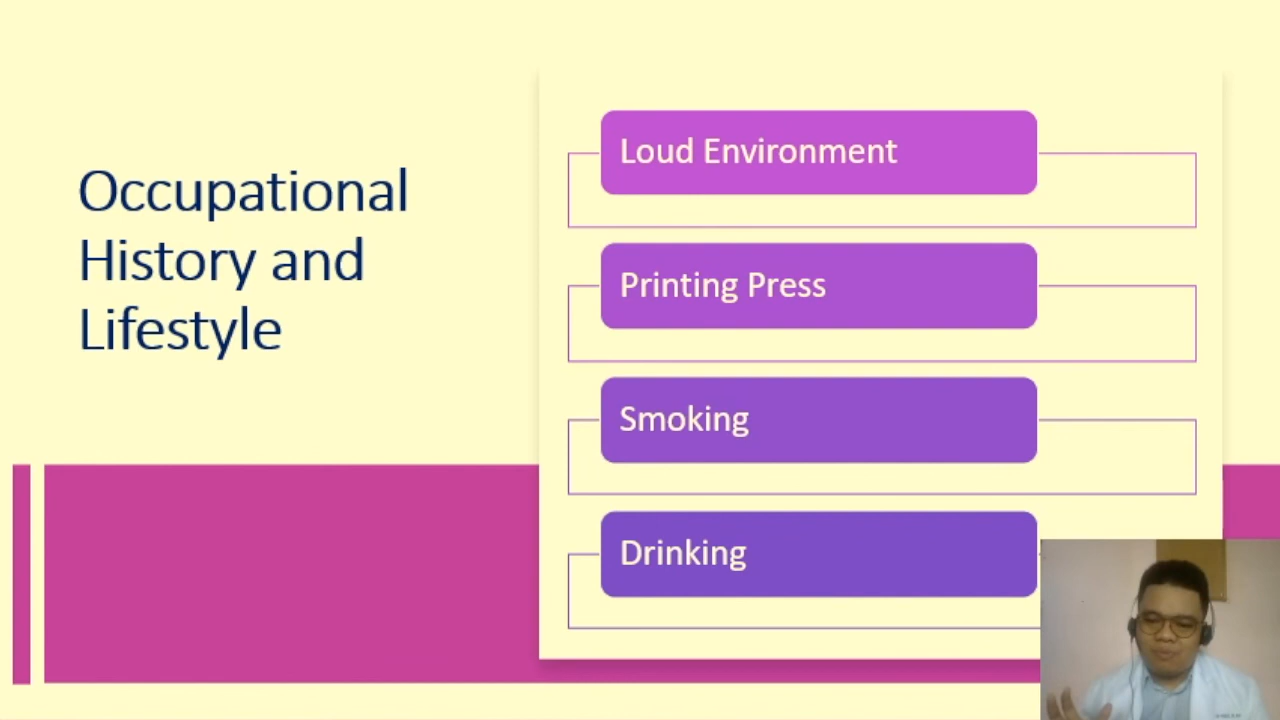 Occupational
History and
Lifestyle
Loud Environment
Printing Press
Smoking
Drinking